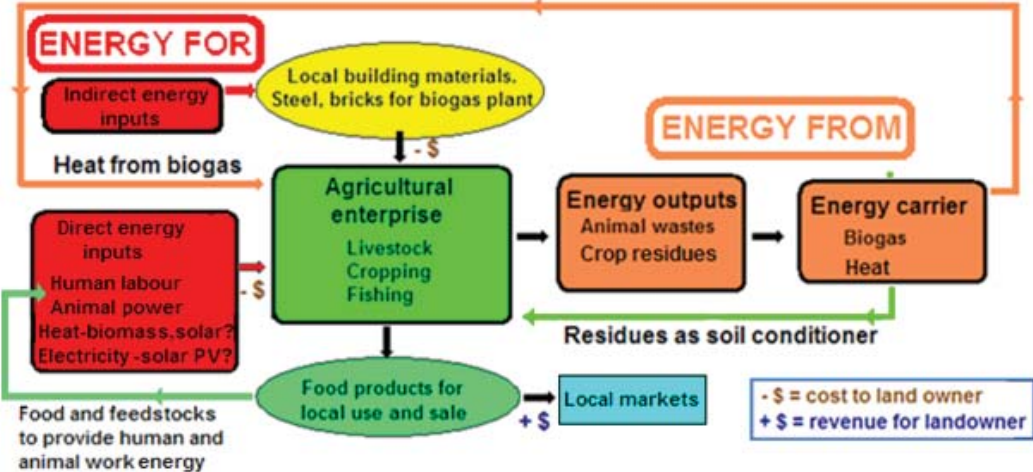 ENERGY FOR
Indirect energy
inputs
Local building materials.
Steel, bricks for biogas plant
- $
Heat from biogas
ENERGY FROM
Agricultural
enterprise
Livestock
Cropping
Fishing
Energy outputs
Animal wastes
Crop residues
Energy carrier
Biogas
Heat
Direct energy
inputs
Human labour
Animal power
Heat-biomass,solar?
Electricity -solar PV?
- $
Residues as soil conditioner
Food products for
local use and sale
+ $
Local markets
- $ = cost to land owner
+ $ = revenue for landowner
Food and feedstocks
to provide human and
animal work energy